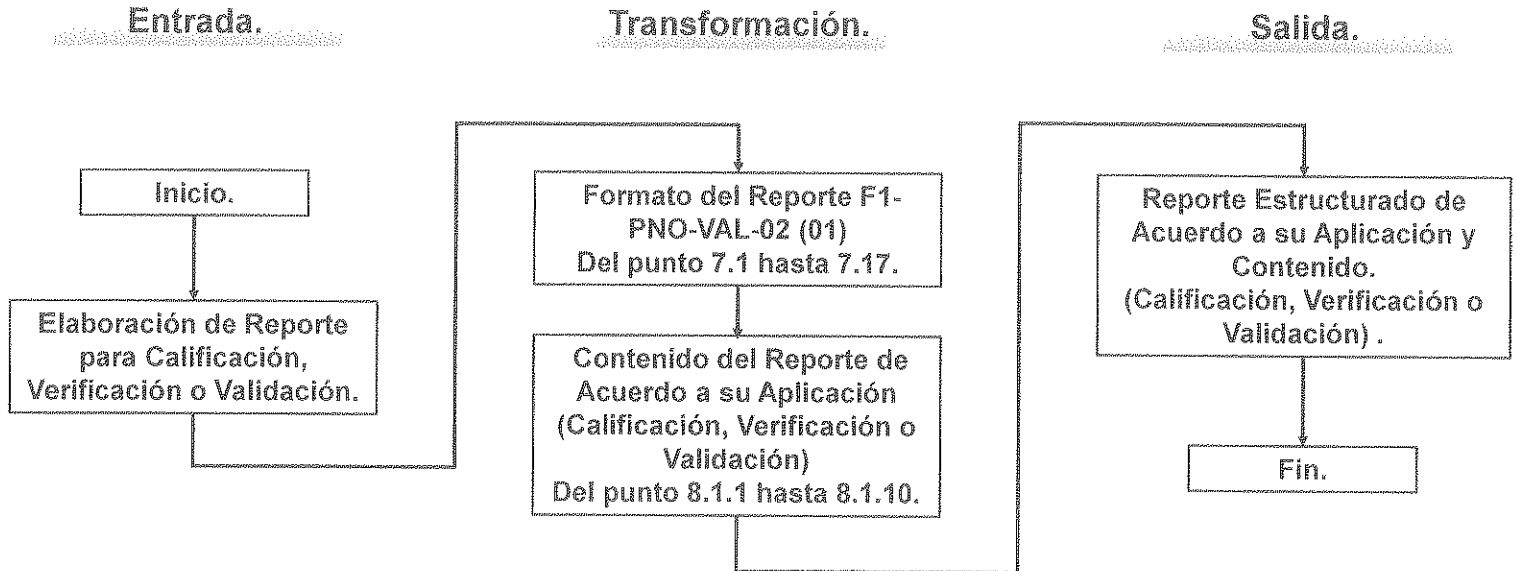 Entrada.
Transformación.
Salida.
Inicio.
Elaboración de Reporte
para Calificación,
Verificación o Validación.
Formato del Reporte F1-
PNO-VAL-02 (01)
Del punto 7.1 hasta 7.17.
Contenido del Reporte de
Acuerdo a su Aplicación
(Calificación, Verificación o
Validación)
Del punto 8.1.1 hasta 8.1.10.
Reporte Estructurado de
Acuerdo a su Aplicación y
Contenido.
(Calificación, Verificación o
Validación) .
Fin.